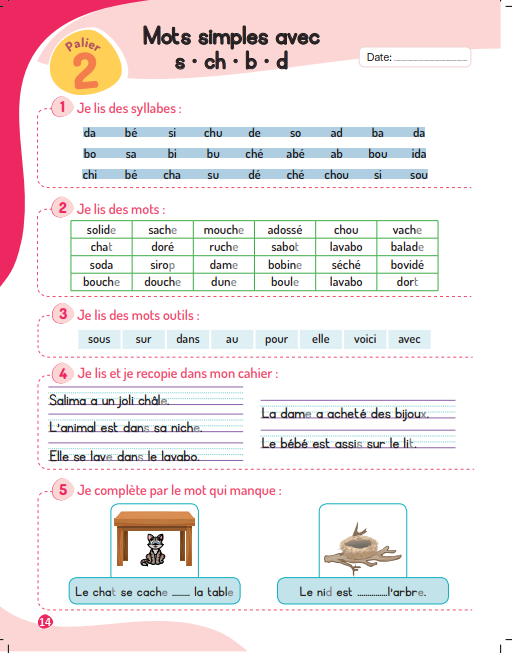 Palier
2
Mots simples avec
s · ch · b · d
Date: ........................
1 Je lis des syllabes :
da bé si chu de so ad ba da
bo sa bi bu ché abé ab bou ida
chi bé cha su dé ché chou si sou
2 Je lis des mots :
solide sache mouche adossé chou vache
chat doré ruche sabot lavabo balade
soda sirop dame bobine séché bovidé
bouche douche dune boule lavabo dort
3 Je lis des mots outils :
sous sur dans au pour elle voici avec
4 Je lis et je recopie dans mon cahier :
Salima a un joli châle.
L'animal est dans sa niche.
Elle se lave dans le lavabo.
La dame a acheté des bijoux.
Le bébé est assis sur le lit.
5 Je complète par le mot qui manque :
Le chat se cache ........ la table
Le nid est ..............l'arbre.
14